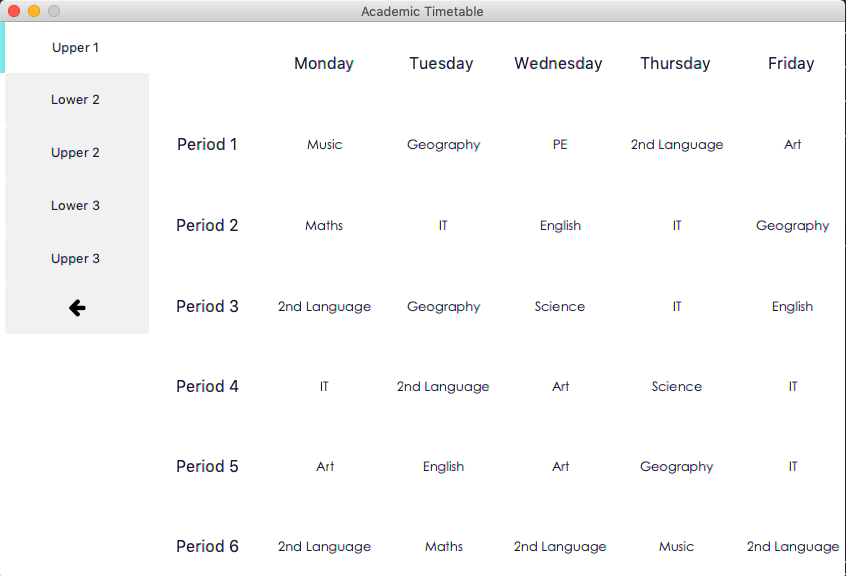 Academic Timetable
Upper 1
Lower 2
Upper 2
Lower 3
Upper 3
Monday Tuesday Wednesday Thursday Friday
Period 1 Music Geography PE 2nd Language Art
Period 2 Maths IT English IT Geography
Period 3 2nd Language Geography Science IT English
Period 4 IT 2nd Language Art Science IT
Period 5 Art English Art Geography IT
Period 6 2nd Language Maths 2nd Language Music 2nd Language